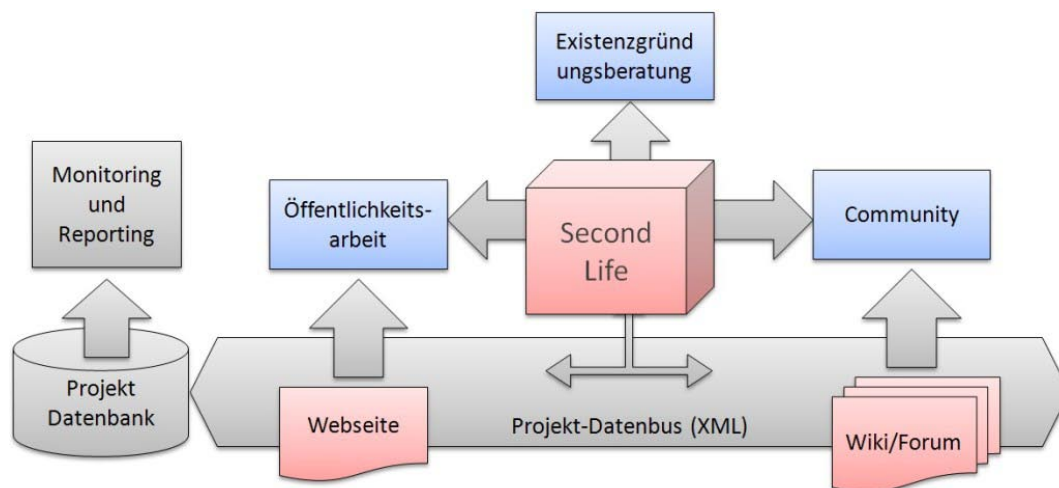 Existenzgründ
ungsberatung
Monitoring
und
Reporting
Öffentlichkeits-
arbeit
Second
Life
Community
Projekt
Datenbank
Webseite
Projekt-Datenbus (XML)
Wiki/Forum